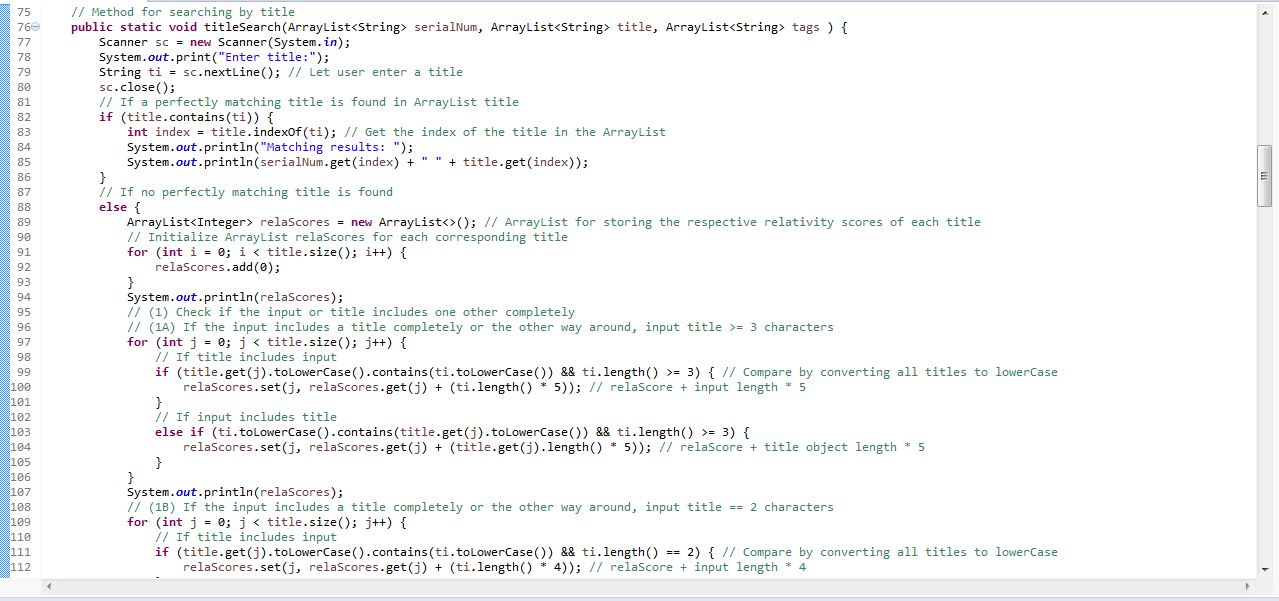 75 // Method for searching by title
76 public static void titleSearch(ArrayList<String> serialNum, ArrayList<String> title, ArrayList<String> tags ) {
77 Scanner sc = new Scanner(System.in);
78 System.out.print("Enter title:");
79 String ti = sc.nextLine(); // Let user enter a title
80 sc.close();
81 // If a perfectly matching title is found in ArrayList title
82 if (title.contains(ti)) {
83 int index = title.indexOf(ti); // Get the index of the title in the ArrayList
84 System.out.println("Matching results: ");
85 System.out.println(serialNum.get(index) + " " + title.get(index));
86 }
87 // If no perfectly matching title is found
88 else {
89 ArrayList<Integer> relaScores = new ArrayList<>(); // ArrayList for storing the respective relativity scores of each title
90 // Initialize ArrayList relaScores for each corresponding title
91 for (int i = 0; i < title.size(); i++) {
92 relaScores.add(0);
93 }
94 System.out.println(relaScores);
95 // (1) Check if the input or title includes one other completely
96 // (1A) If the input includes a title completely or the other way around, input title >= 3 characters
97 for (int j = 0; j < title.size(); j++) {
98 // If title includes input
99 if (title.get(j).toLowerCase().contains(ti.toLowerCase()) && ti.length() >= 3) { // Compare by converting all titles to lowerCase
100 relaScores.set(j, relaScores.get(j) + (ti.length() * 5)); // relaScore + input length * 5
101 }
102 // If input includes title
103 else if (ti.toLowerCase().contains(title.get(j).toLowerCase()) && ti.length() >= 3) {
104 relaScores.set(j, relaScores.get(j) + (title.get(j).length() * 5)); // relaScore + title object length * 5
105 }
106 }
107 System.out.println(relaScores);
108 // (1B) If the input includes a title completely or the other way around, input title == 2 characters
109 for (int j = 0; j < title.size(); j++) {
110 // If title includes input
111 if (title.get(j).toLowerCase().contains(ti.toLowerCase()) && ti.length() == 2) { // Compare by converting all titles to lowerCase
112 relaScores.set(j, relaScores.get(j) + (ti.length() * 4)); // relaScore + input length * 4